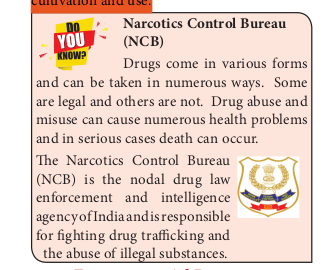 cultivation and use.
DO
YOU
KNOW?
Narcotics Control Bureau
(NCB)
Drugs come in various forms
and can be taken in numerous ways. Some
are legal and others are not. Drug abuse and
misuse can cause numerous health problems
and in serious cases death can occur.
The Narcotics Control Bureau
(NCB) is the nodal drug law
enforcement and intelligence
agency of India and is responsible
for fighting drug trafficking and
the abuse of illegal substances.